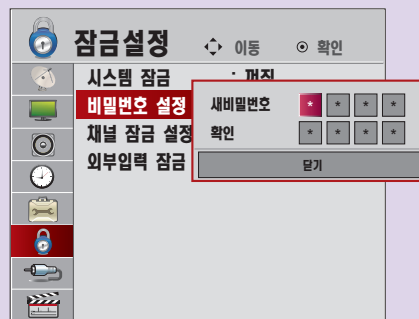 잠금설정 이동 확인
시스템 잠금 : 꺼짐
비밀번호 설정
채널 잠금 설정
외부입력 잠금
새비밀번호 * * * *
확인 * * * *
닫기